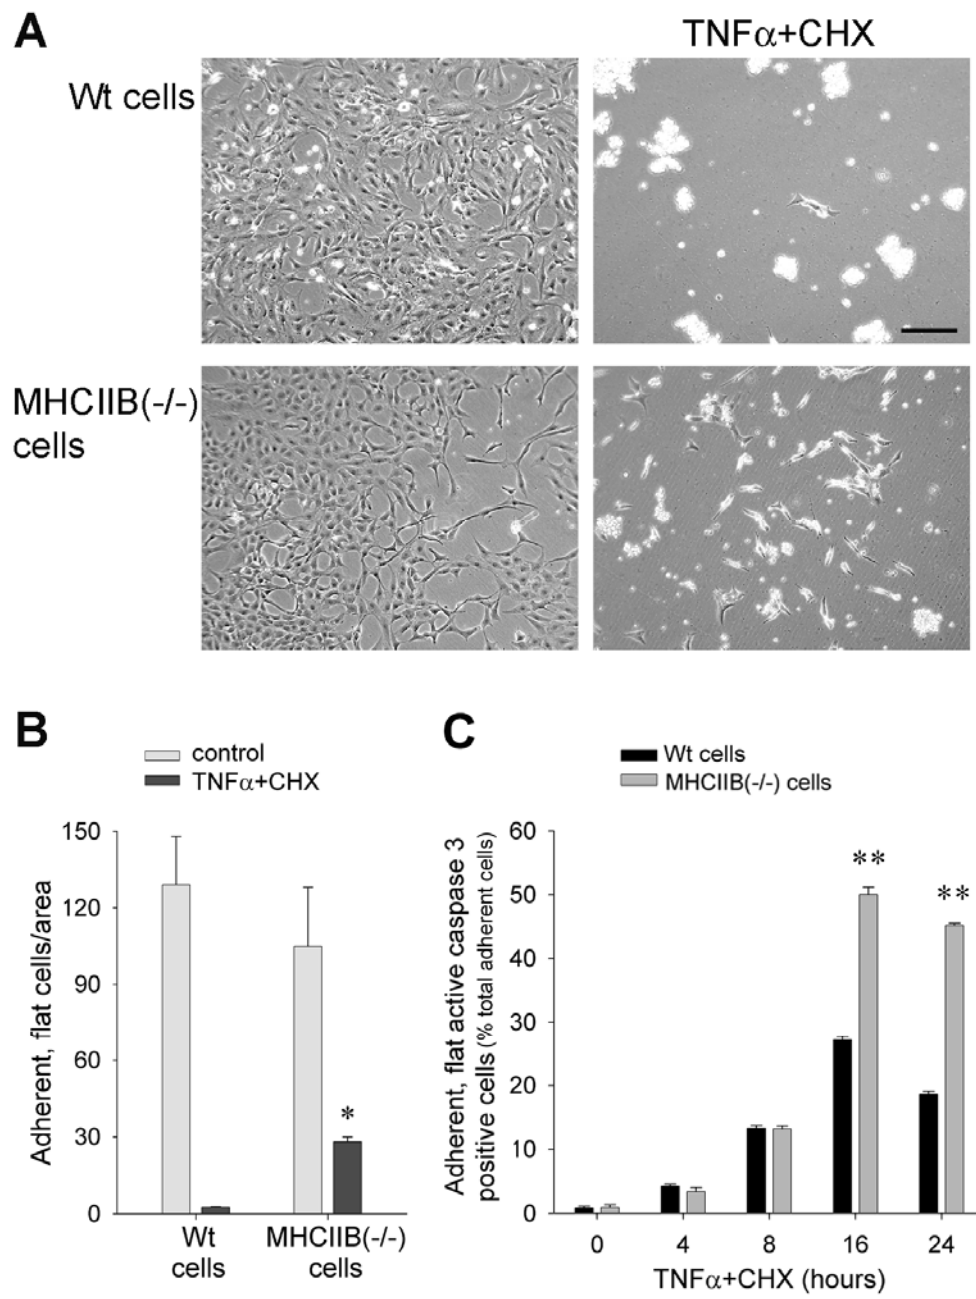 A
TNFα+CHX
Wt cells
MHCIIB(-/-)
cells
B
control
TNFα+CHX
Adherent, flat cells/area
150
120
90
60
30
0
*
Wt
cells
MHCIIB(-/-)
cells
C
Wt cells
MHCIIB(-/-) cells
Adherent, flat active caspase 3
positive cells (% total adherent cells)
60
50
40
30
20
10
0
**
**
0 4 8 16 24
TNFα+CHX (hours)